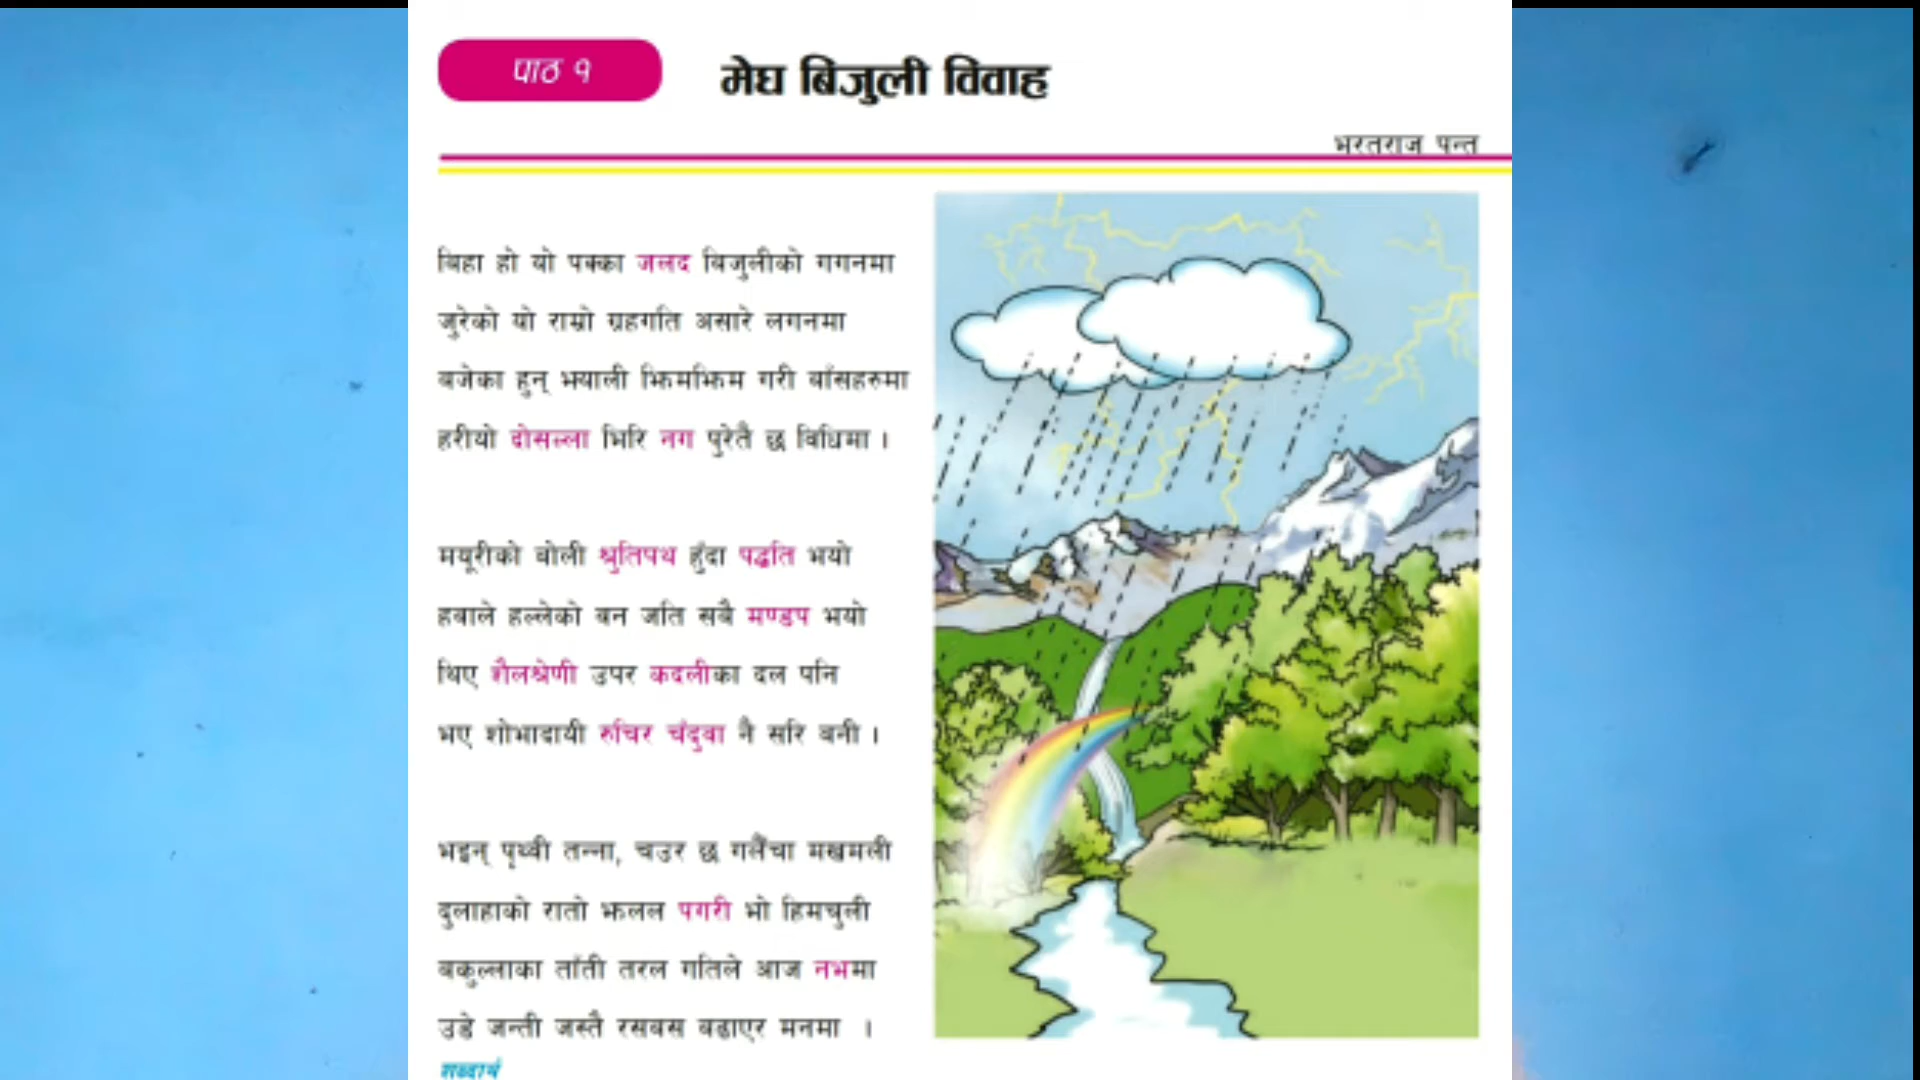 पाठ १
मेघ बिजुली विवाह
भरतराज पन्त
बिहा हो यो पक्का जलद बिजुलीको गगनमा
जुरेको यो राम्रो ग्रहगति असारे लगनमा
बजेका हुन् भ्याली झिमझिम गरी बाँसहरुमा
हरीयो दोसल्ला भिरि नग पुरेतै छ विधिमा ।
मयूरीको बोली श्रुतिपथ हुँदा पद्धति भयो
हवाले हल्लेको वन जति सबै मण्डप भयो
थिए शैलश्रेणी उपर कदलीका दल पनि
भए शोभादायी रुचिर चंदुवा नै सरि बनी ।
भइन् पृथ्वी तन्ना, चउर छ गलैंचा मखमली
दुलाहाको रातो झलल पगरी भो हिमचुली
बकुल्लाका ताँती तरल गतिले आज नभमा
उडे जन्ती जस्तै रसबस बढाएर मनमा ।
शब्दार्थ